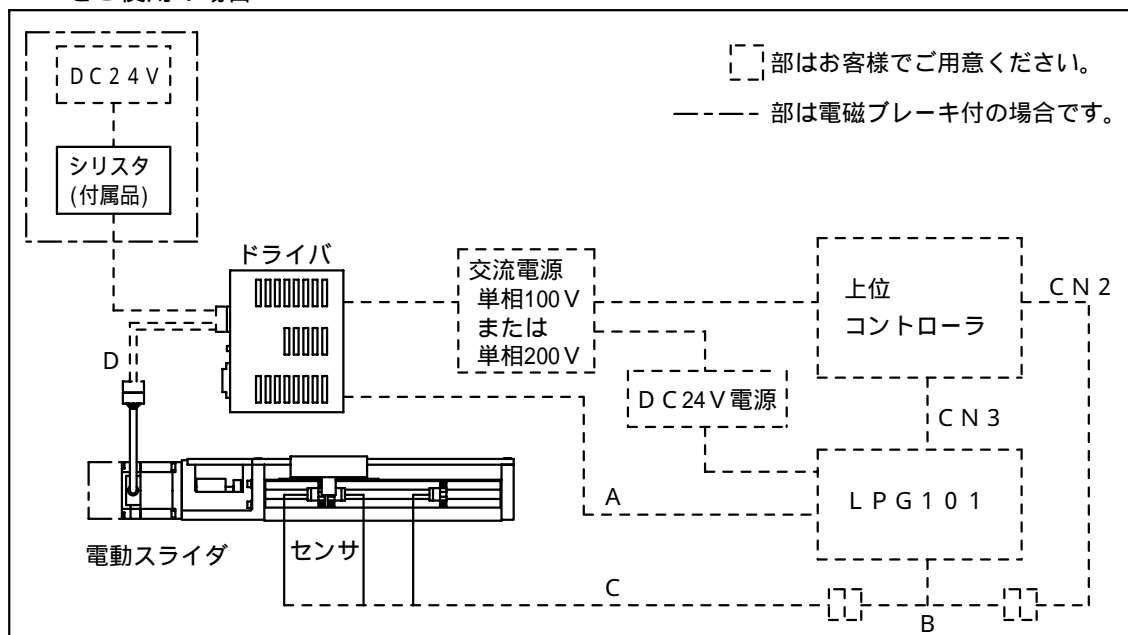 DC24V
シリスタ
(付属品)
部はお客様でご用意ください。
部は電磁ブレーキ付の場合です。
ドライバ
交流電源
単相100V
または
単相200V
上位
コントローラ
CN2
D
DC24V電源
CN3
A
LPG101
電動スライダ
センサ
C
B